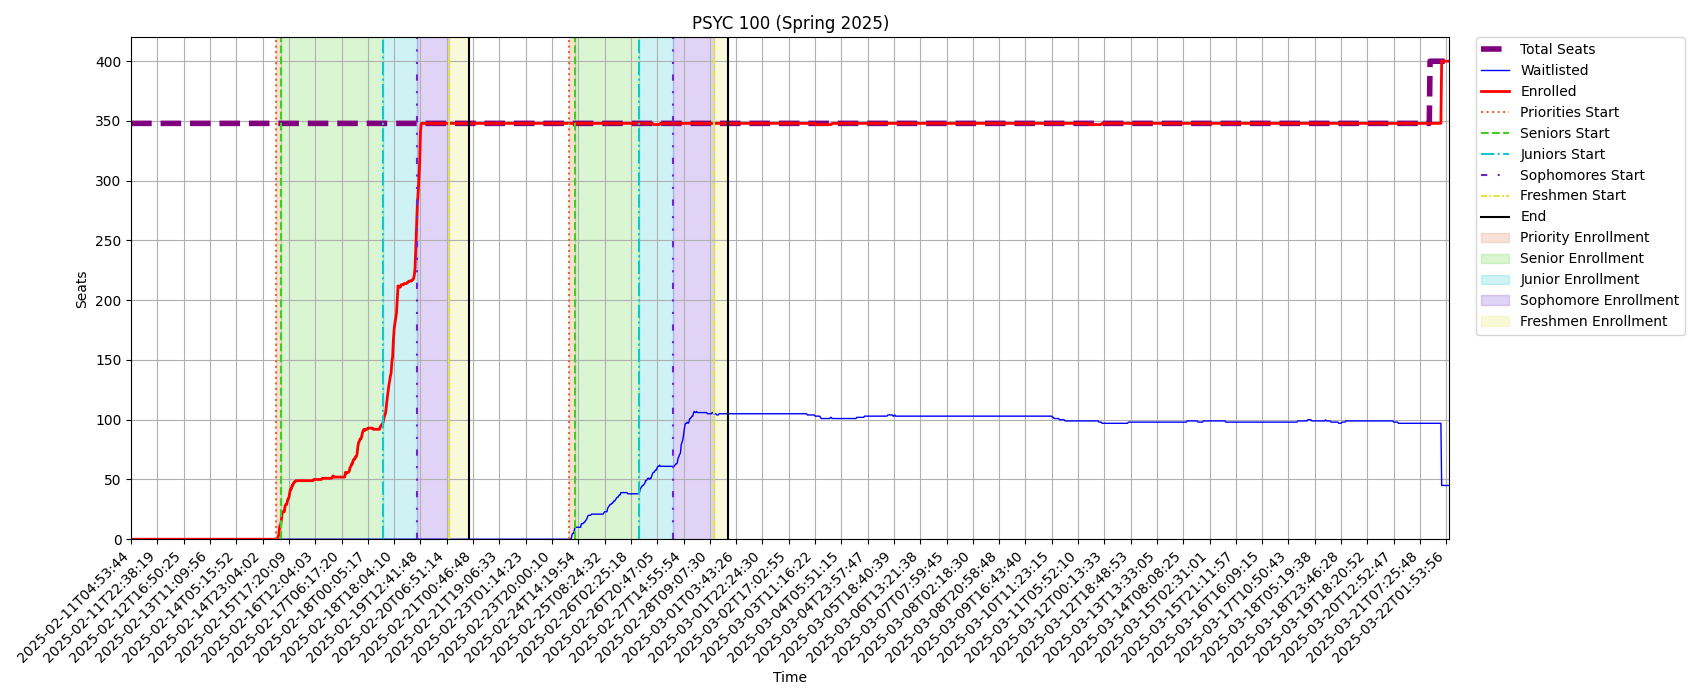 PSYC 100 (Spring 2025)
Seats
400
350
300
250
200
150
100
50
0
2025-02-11T04:53:44
2025-02-11T22:38:19
2025-02-12T16:50:25
2025-02-13T11:09:56
2025-02-14T05:15:52
2025-02-14T23:04:02
2025-02-15T17:20:09
2025-02-16T12:04:03
2025-02-17T06:17:20
2025-02-18T00:05:17
2025-02-18T18:04:10
2025-02-19T12:41:48
2025-02-20T06:51:14
2025-02-21T00:46:48
2025-02-21T19:06:33
2025-02-22T14:14:23
2025-02-23T20:00:10
2025-02-24T14:19:54
2025-02-25T08:24:32
2025-02-26T02:25:18
2025-02-26T20:47:05
2025-02-27T14:55:54
2025-02-28T09:07:30
2025-03-01T03:43:26
2025-03-01T22:24:30
2025-03-02T17:02:55
2025-03-03T11:16:22
2025-03-04T05:51:15
2025-03-04T23:57:47
2025-03-05T18:40:39
2025-03-06T13:21:38
2025-03-07T07:59:45
2025-03-08T02:18:30
2025-03-08T20:58:48
2025-03-09T16:43:40
2025-03-10T11:23:15
2025-03-11T05:52:10
2025-03-12T00:13:33
2025-03-12T18:48:53
2025-03-13T13:33:05
2025-03-14T08:08:25
2025-03-15T02:31:01
2025-03-15T21:11:57
2025-03-16T16:09:15
2025-03-17T10:50:43
2025-03-18T05:19:38
2025-03-18T23:46:28
2025-03-19T18:20:52
2025-03-20T12:52:47
2025-03-21T07:25:48
2025-03-22T01:53:56
Time
Total Seats
Waitlisted
Enrolled
Priorities Start
Seniors Start
Juniors Start
Sophomores Start
Freshmen Start
End
Priority Enrollment
Senior Enrollment
Junior Enrollment
Sophomore Enrollment
Freshmen Enrollment